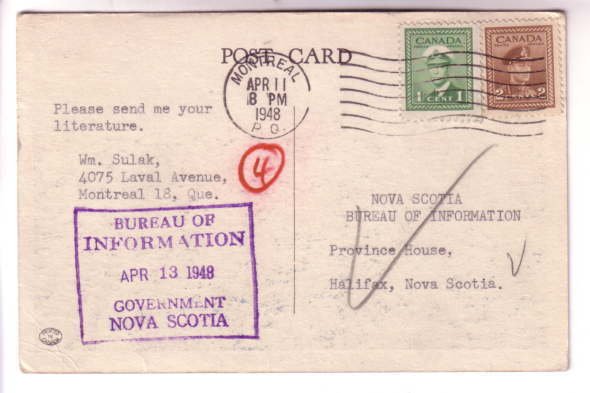 POST CARD
MONTREAL
APR 11
8 PM
1948
P. Q.
CANADA
1 CENT 1
CANADA
2 2
Please send me your
literature.
Wm. Sulak,
4075 Laval Avenue,
Montreal 18, Que.
4
BUREAU OF
INFORMATION
APR 13 1948
GOVERNMENT
NOVA SCOTIA
NOVA SCOTIA
BUREAU OF INFORMATION
Province House,
Halifax, Nova Scotia.